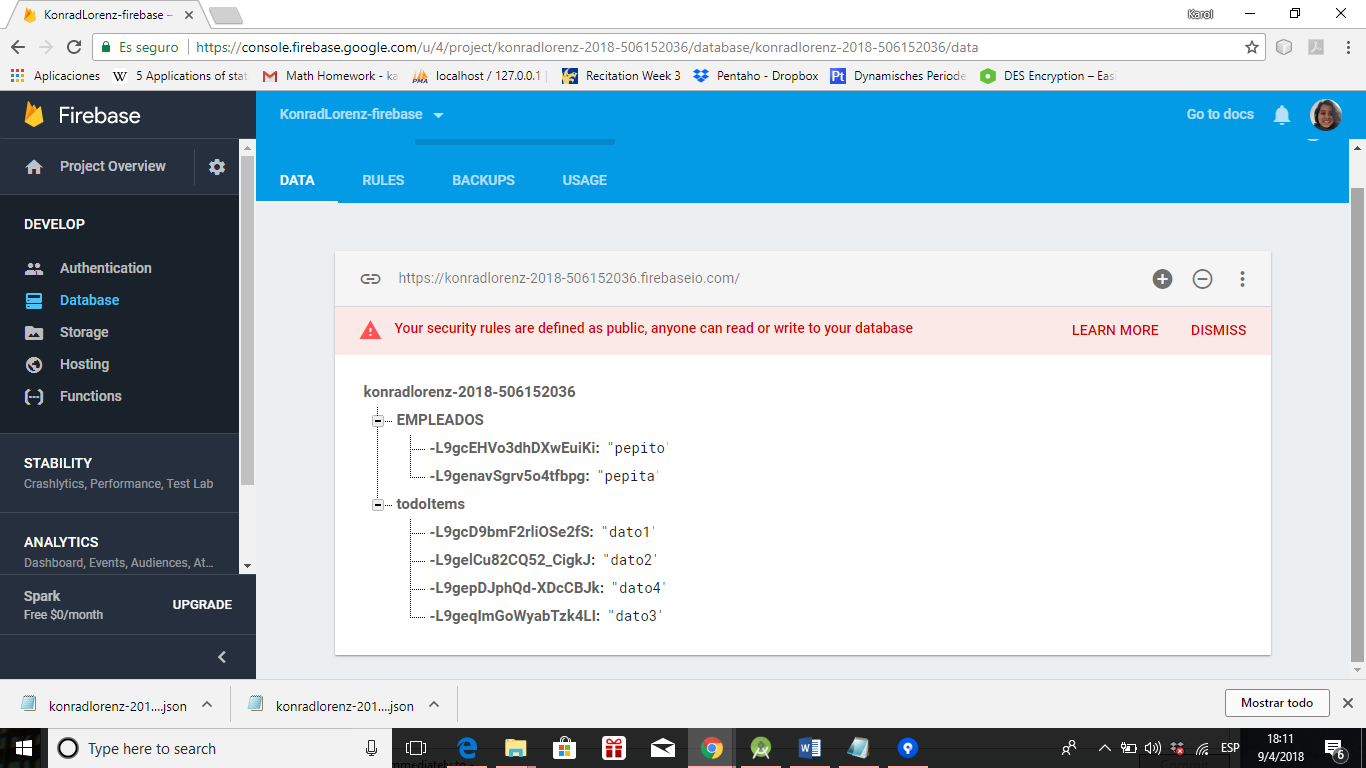 KonradLorenz-firebase –
Karol
Es seguro | https://console.firebase.google.com/u/4/project/konradlorenz-2018-506152036/database/konradlorenz-2018-506152036/data
Aplicaciones W 5 Applications of stat Math Homework - ka localhost / 127.0.0.1 | Recitation Week 3 Pentaho - Dropbox Pt Dynamisches Periode DES Encryption – Eas
Firebase
KonradLorenz-firebase
Go to docs
Project Overview
DATA RULES BACKUPS USAGE
DEVELOP
Authentication
Database
Storage
Hosting
Functions
STABILITY
Crashlytics, Performance, Test Lab
ANALYTICS
Dashboard, Events, Audiences, At...
Spark
Free $0/month
UPGRADE
https://konradlorenz-2018-506152036.firebaseio.com/
Your security rules are defined as public, anyone can read or write to your database
LEARN MORE DISMISS
konradlorenz-2018-506152036
EMPLEADOS
-L9gcEHVo3dhDXwEuiKi: "pepito"
-L9genavSgrv5o4tfbpg: "pepita"
todoItems
-L9gcD9bmF2rliOSe2fS: "dato1"
-L9gelCu82CQ52_CigkJ: "dato2"
-L9gepDJphQd-XDcCBJk: "dato4"
-L9geqImGoWyabTzk4LI: "dato3"
konradlorenz-201....json
konradlorenz-201....json
Mostrar todo
Type here to search
ESP
18:11
9/4/2018
6